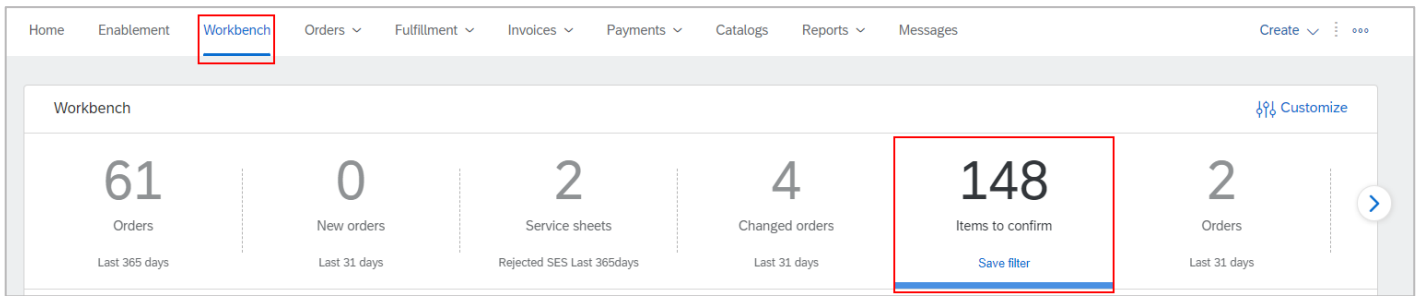 Home Enablement Workbench Orders Fulfillment Invoices Payments Catalogs Reports Messages Create
Workbench Customize
61 0 2 4 148 2
Orders New orders Service sheets Changed orders Items to confirm Orders
Last 365 days Last 31 days Rejected SES Last 365days Last 31 days Save filter Last 31 days